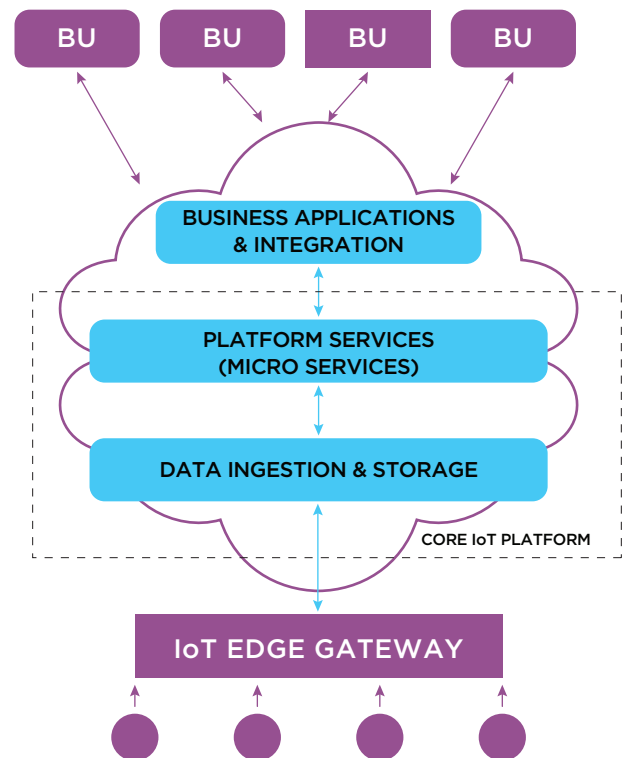 BU
BU
BU
BU
BUSINESS APPLICATIONS
& INTEGRATION
PLATFORM SERVICES
(MICRO SERVICES)
DATA INGESTION & STORAGE
CORE IoT PLATFORM
IoT EDGE GATEWAY